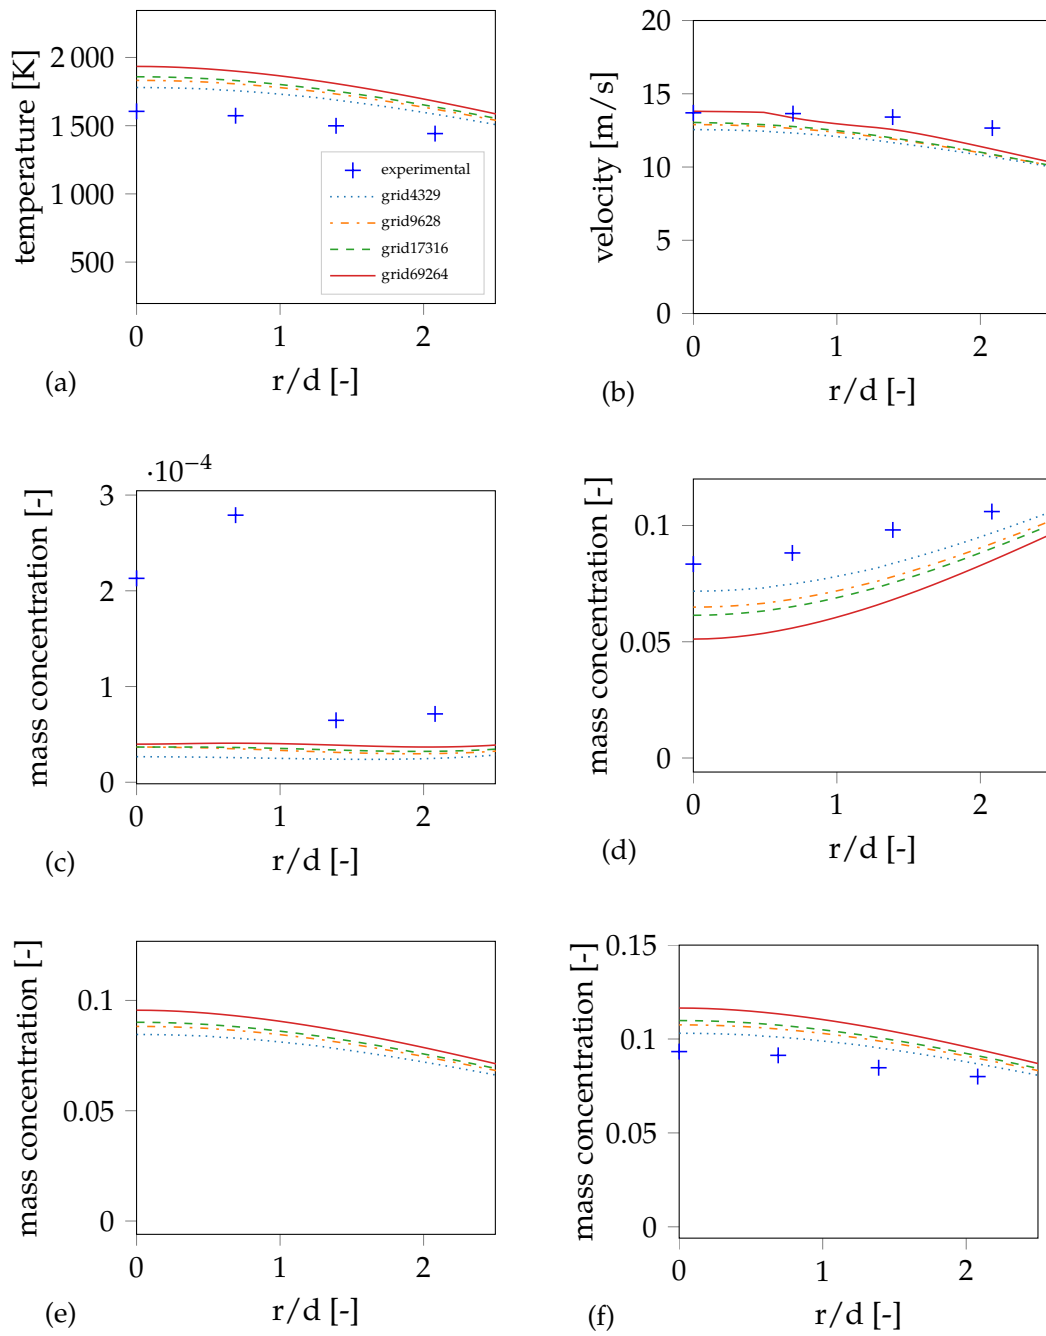 2 000
1 500
1 000
500
temperature [K]
experimental
grid4329
grid9628
grid17316
grid69264
0 1 2
r/d [-]
(a)
20
15
10
5
0
velocity [m/s]
0 1 2
r/d [-]
(b)
·10−4
3
2
1
0
mass concentration [-]
0 1 2
r/d [-]
(c)
0.1
0.05
0
mass concentration [-]
0 1 2
r/d [-]
(d)
0.1
0.05
0
mass concentration [-]
0 1 2
r/d [-]
(e)
0.15
0.1
0.05
0
mass concentration [-]
0 1 2
r/d [-]
(f)